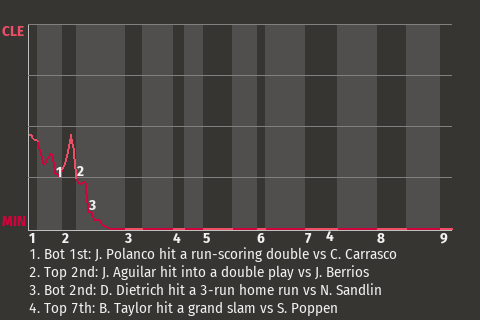 CLE
1
2
3
MIN
4
1 2 3 4 5 6 7 8 9
1. Bot 1st: J. Polanco hit a run-scoring double vs C. Carrasco
2. Top 2nd: J. Aguilar hit into a double play vs J. Berrios
3. Bot 2nd: D. Dietrich hit a 3-run home run vs N. Sandlin
4. Top 7th: B. Taylor hit a grand slam vs S. Poppen